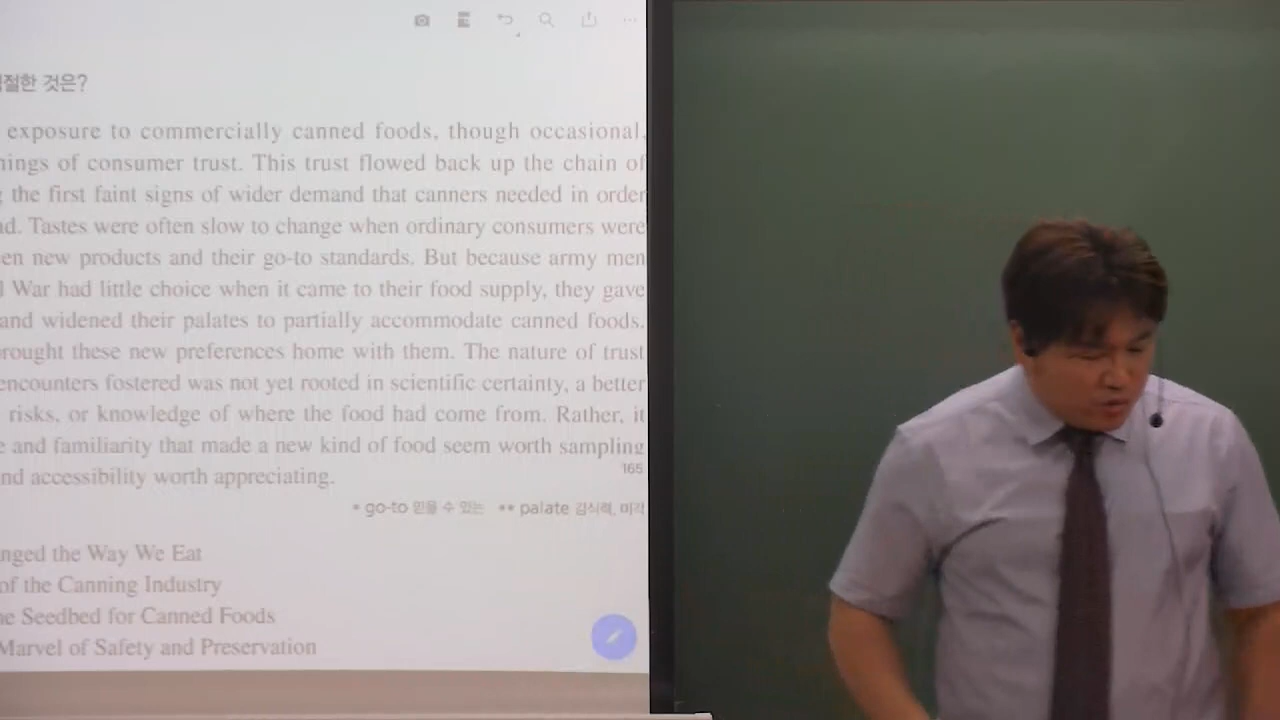 적절한 것은?
exposure to commercially canned foods, though occasional,
of consumer trust. This trust flowed back up the chain of
the first faint signs of wider demand that canners needed in order
Tastes were often slow to change when ordinary consumers were
new products and their go-to standards. But because army men
War had little choice when it came to their food supply, they gave
and widened their palates to partially accommodate canned foods.
these new preferences home with them. The nature of trust
encounters fostered was not yet rooted in scientific certainty, a better
risks, or knowledge of where the food had come from. Rather, it
and familiarity that made a new kind of food seem worth sampling
and accessibility worth appreciating.
165
* go-to 믿을 수 있는 ** palate 감식력, 미각
the Way We Eat
of the Canning Industry
Seedbed for Canned Foods
Marvel of Safety and Preservation